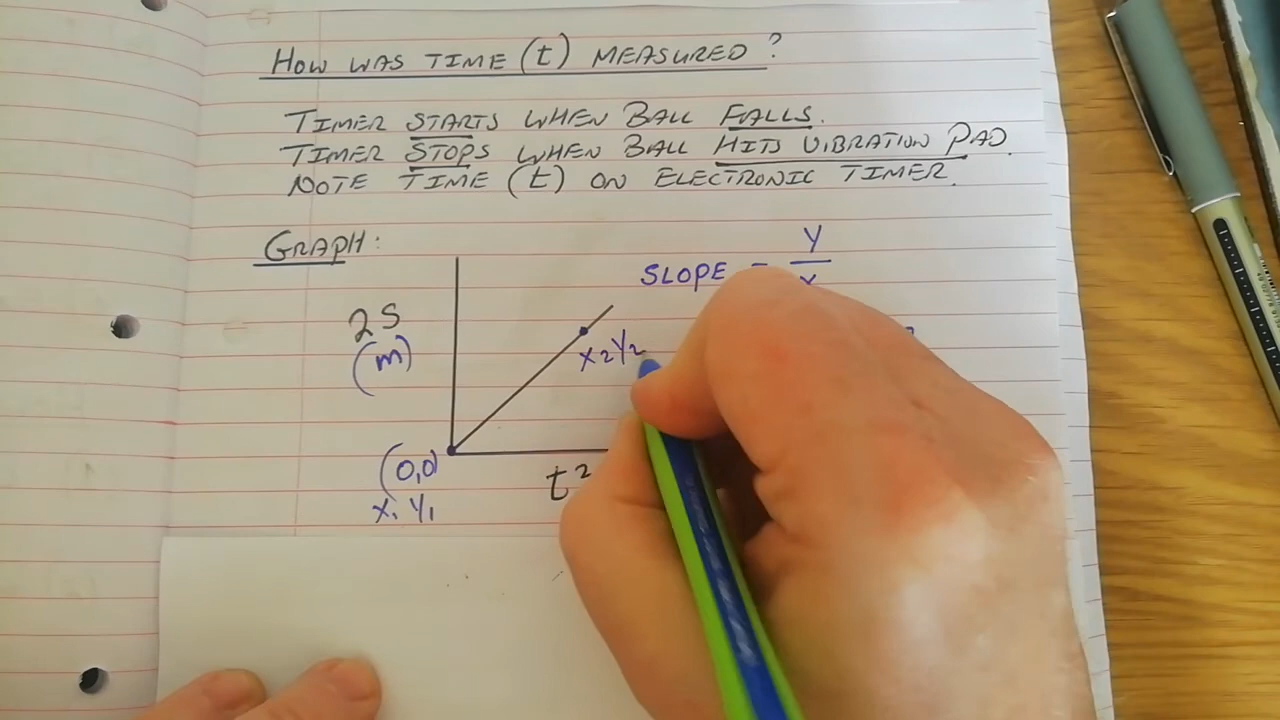 HOW WAS TIME (t) MEASURED?
TIMER STARTS WHEN BALL FALLS.
TIMER STOPS WHEN BALL HITS VIBRATION PAD.
NOTE TIME (t) ON ELECTRONIC TIMER.
GRAPH:
SLOPE = Y
2S
(m)
X2Y2
(0,0)
X1 Y1
t2